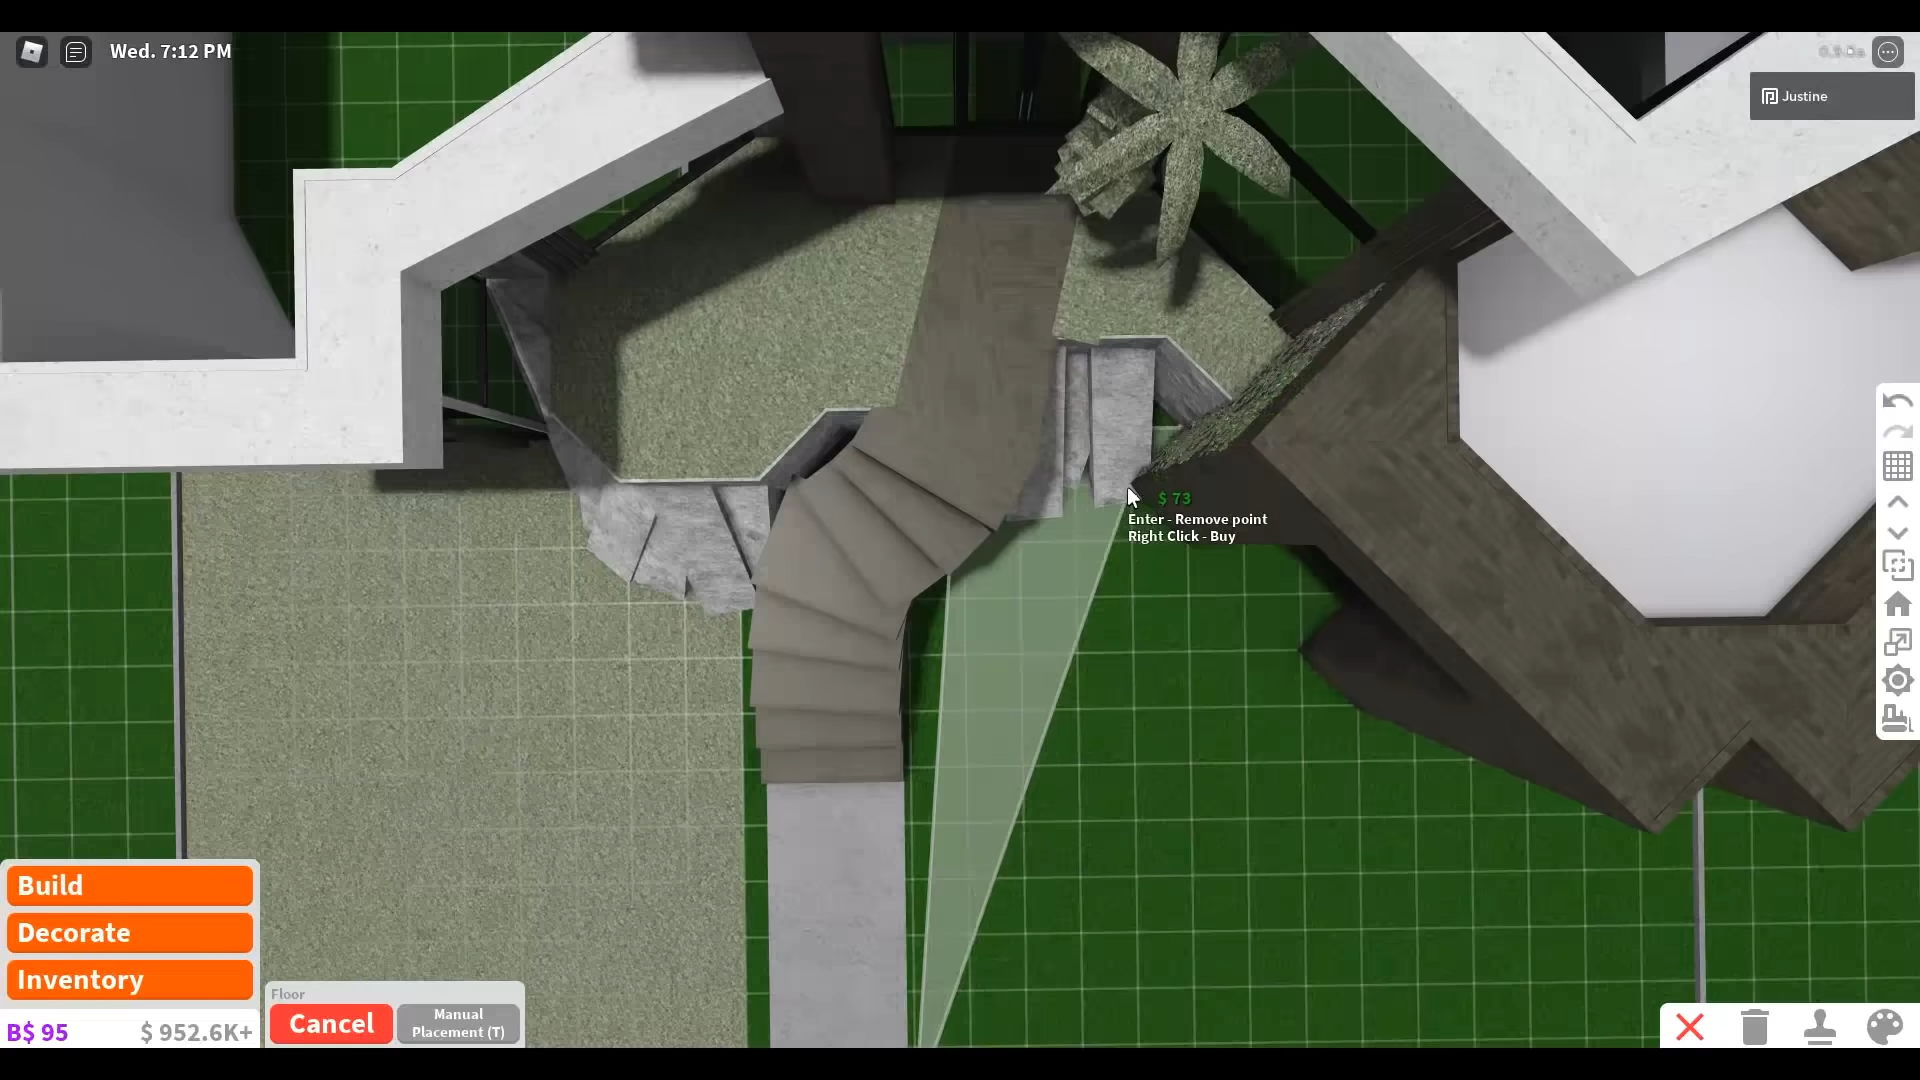 Wed. 7:12 PM
Justine
$ 73
Enter - Remove point
Right Click - Buy
Build
Decorate
Inventory
B$ 95
$ 952.6K+
Floor
Cancel
Manual
Placement (T)